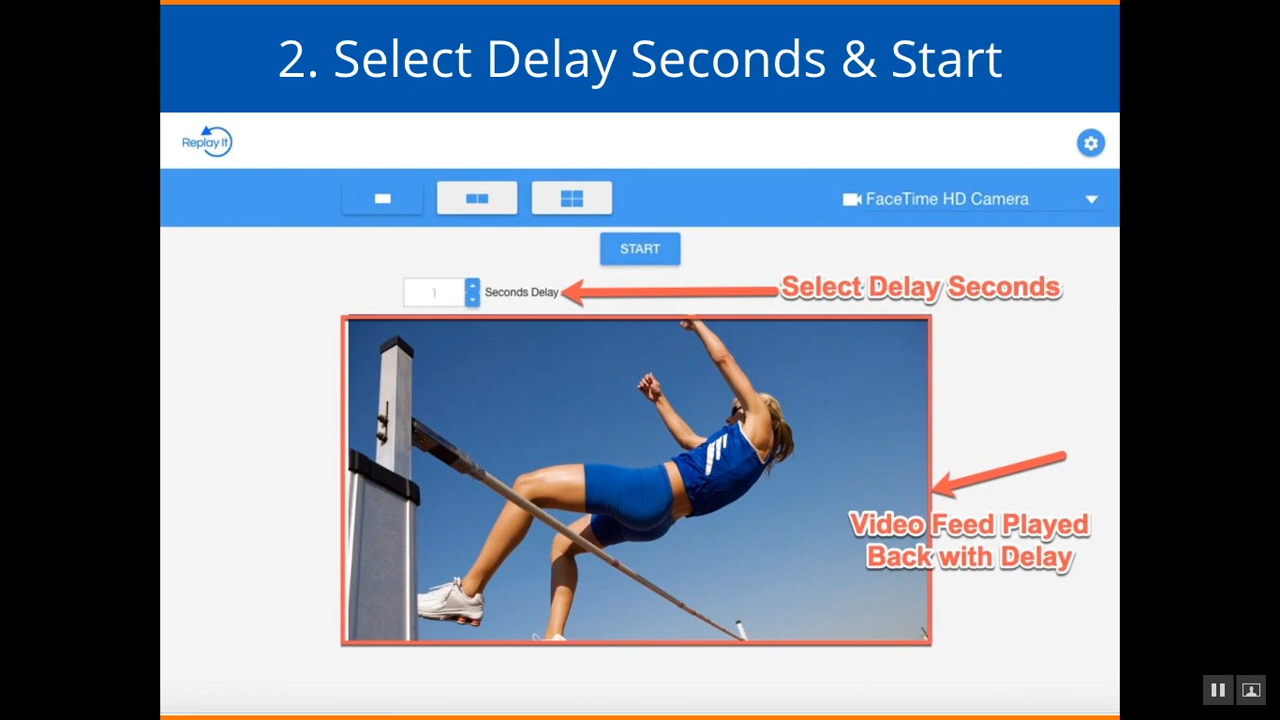 2. Select Delay Seconds & Start
Replay It
FaceTime HD Camera
START
1
Seconds Delay
Select Delay Seconds
Video Feed Played
Back with Delay